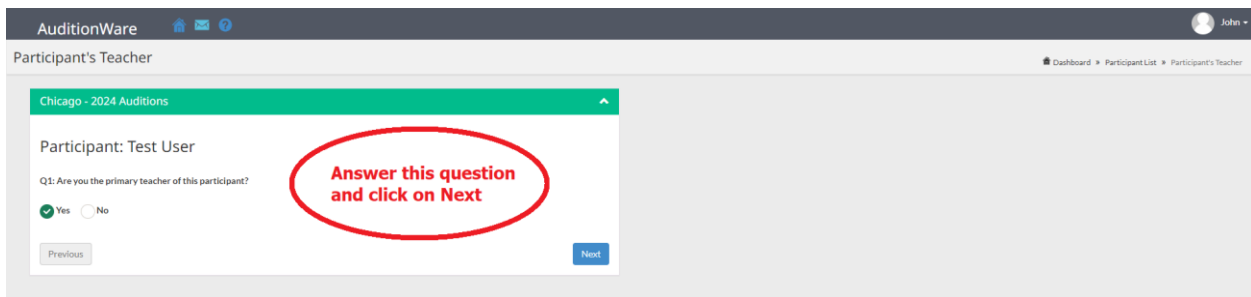 AuditionWare
John
Participant's Teacher
Dashboard » Participant List » Participant's Teacher
Chicago - 2024 Auditions
Participant: Test User
Q1: Are you the primary teacher of this participant?
Answer this question
and click on Next
Yes No
Previous
Next